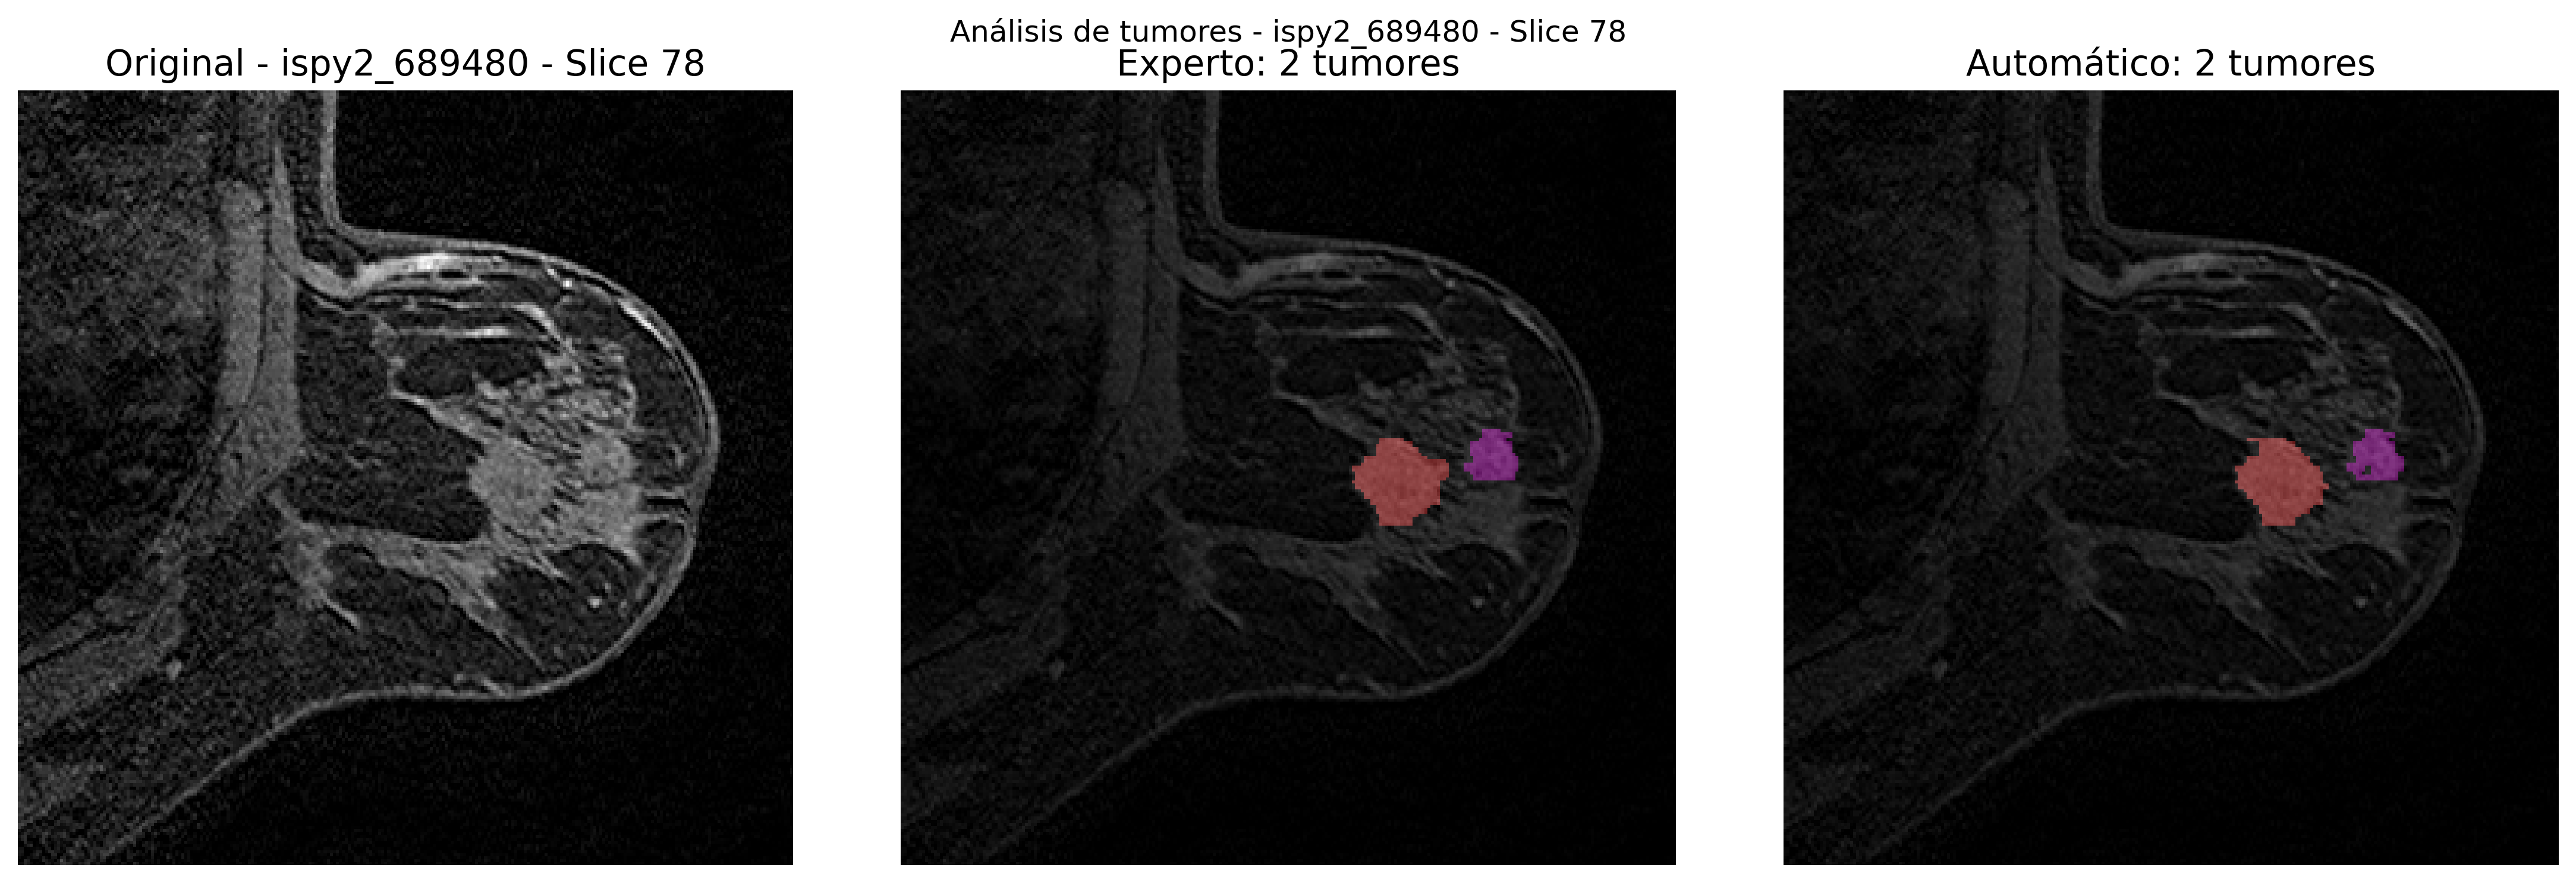 Análisis de tumores - ispy2_689480 - Slice 78
Original - ispy2_689480 - Slice 78
Experto: 2 tumores
Automático: 2 tumores